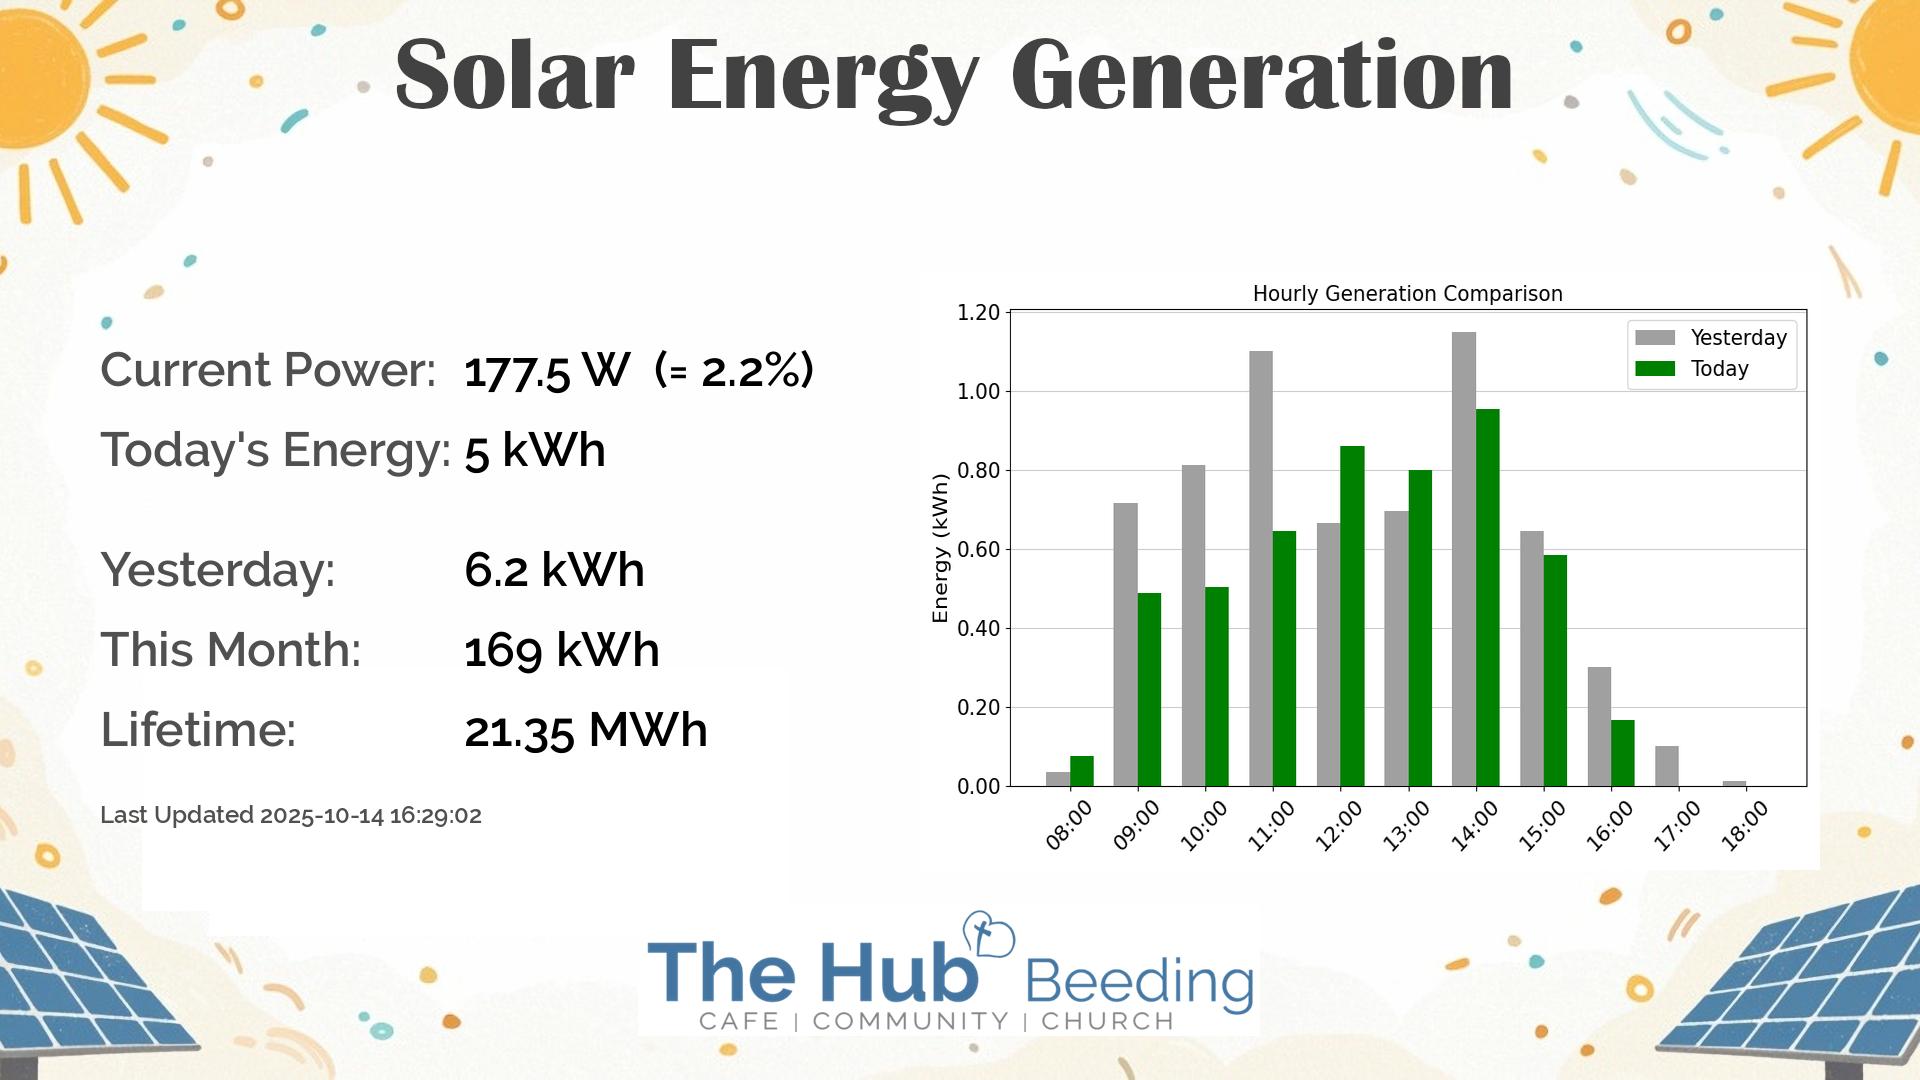 Solar Energy Generation
Current Power: 177.5 W (= 2.2%)
Today's Energy: 5 kWh
Yesterday: 6.2 kWh
This Month: 169 kWh
Lifetime: 21.35 MWh
Last Updated 2025-10-14 16:29:02
Hourly Generation Comparison
Yesterday
Today
Energy (kWh)
1.20
1.00
0.80
0.60
0.40
0.20
0.00
08:00 09:00 10:00 11:00 12:00 13:00 14:00 15:00 16:00 17:00 18:00
The Hub Beeding
CAFE | COMMUNITY | CHURCH